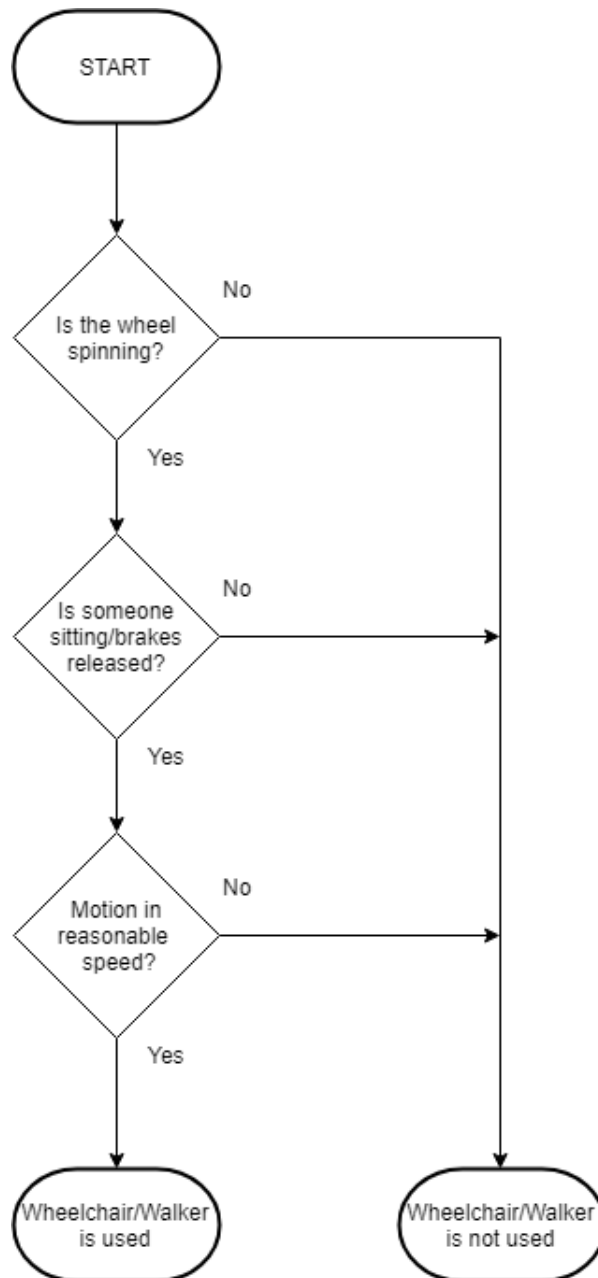 START
No
Is the wheel
spinning?
Yes
No
Is someone
sitting/brakes
released?
Yes
No
Motion in
reasonable
speed?
Yes
Wheelchair/Walker
is used
Wheelchair/Walker
is not used